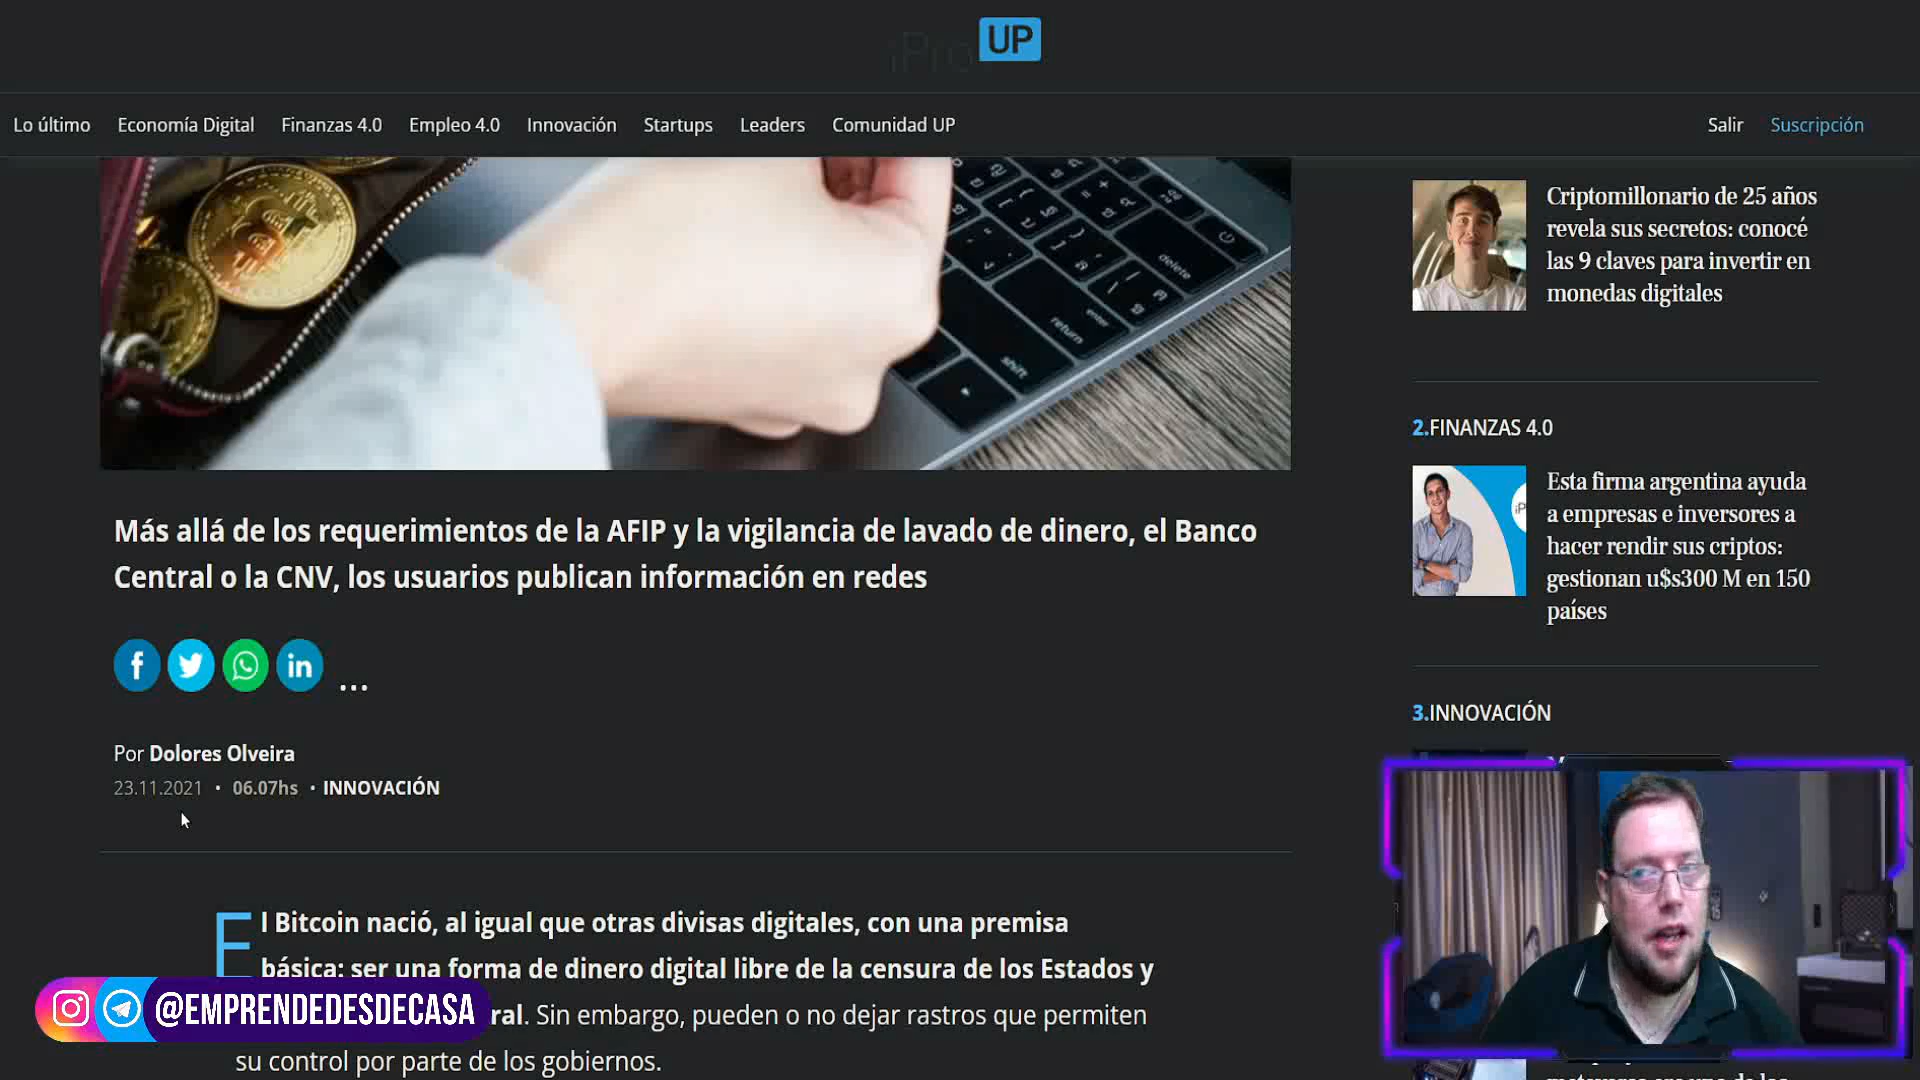 iPro UP
Lo último Economía Digital Finanzas 4.0 Empleo 4.0 Innovación Startups Leaders Comunidad UP Salir Suscripción
delete
enter
return
shift
Más allá de los requerimientos de la AFIP y la vigilancia de lavado de dinero, el Banco
Central o la CNV, los usuarios publican información en redes
f in ...
Por Dolores Olveira
23.11.2021 • 06.07hs • INNOVACIÓN
El Bitcoin nació, al igual que otras divisas digitales, con una premisa
básica: ser una forma de dinero digital libre de la censura de los Estados y
ral. Sin embargo, pueden o no dejar rastros que permiten
su control por parte de los gobiernos.
@EMPRENDEDESDECASA
Criptomillonario de 25 años
revela sus secretos: conocé
las 9 claves para invertir en
monedas digitales
2.FINANZAS 4.0
Esta firma argentina ayuda
a empresas e inversores a
hacer rendir sus criptos:
gestionan u$s300 M en 150
países
3.INNOVACIÓN